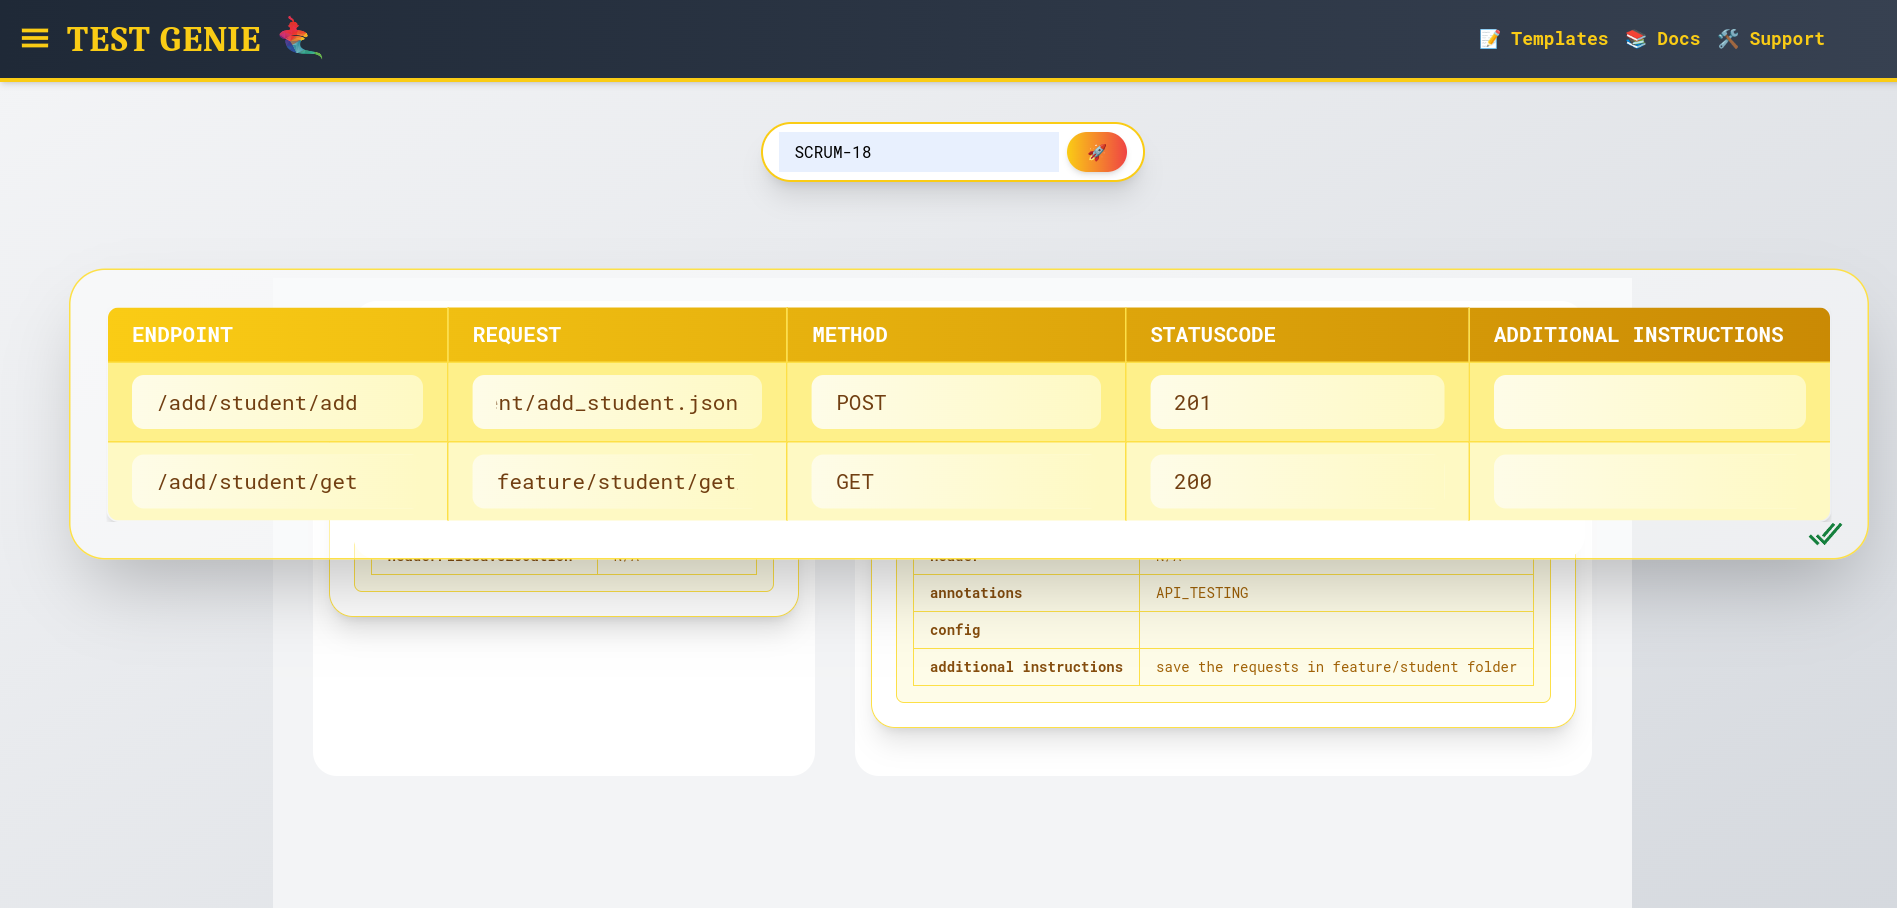 TEST GENIE
Templates Docs Support
SCRUM-18
ENDPOINT REQUEST METHOD STATUSCODE ADDITIONAL INSTRUCTIONS
/add/student/add nt/add_student.json POST 201
/add/student/get feature/student/get GET 200
annotations API_TESTING
config
additional instructions save the requests in feature/student folder